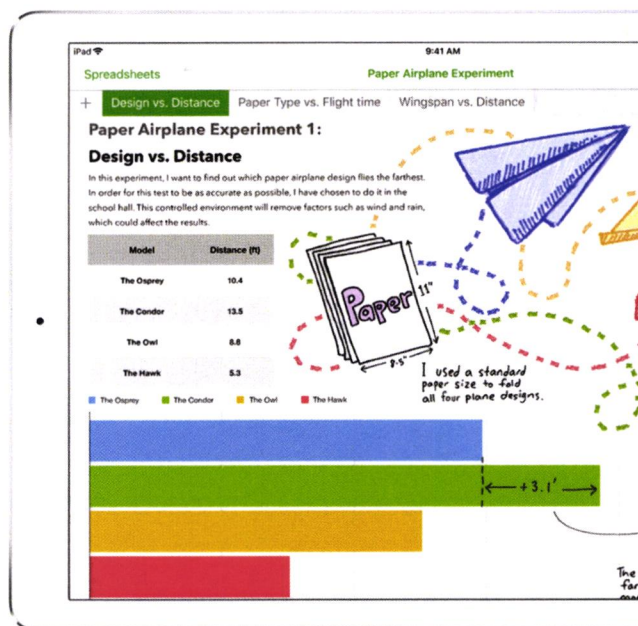 iPad 9:41 AM
Spreadsheets Paper Airplane Experiment
+ Design vs. Distance Paper Type vs. Flight time Wingspan vs. Distance
Paper Airplane Experiment 1:
Design vs. Distance
In this experiment, I want to find out which paper airplane design flies the farthest.
In order for this test to be as accurate as possible, I have chosen to do it in the
school hall. This controlled environment will remove factors such as wind and rain,
which could affect the results.
Model Distance (ft)
The Osprey 10.4
The Condor 13.5
The Owl 8.8
The Hawk 5.3
Paper
11"
8.5"
I used a standard
paper size to fold
all four plane designs.
The Osprey The Condor The Owl The Hawk
+3.1'
The